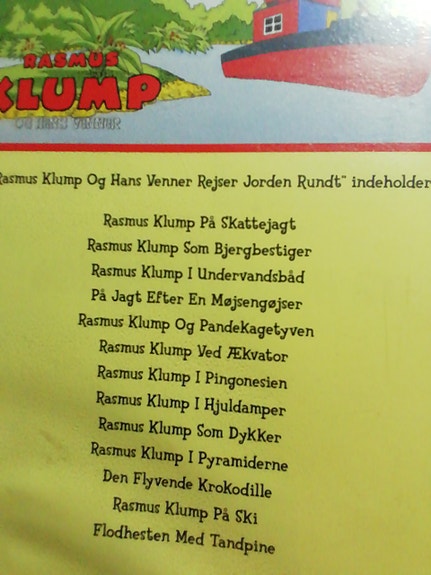 RASMUS
KLUMP
OG HANS VENNER
Rasmus Klump Og Hans Venner Rejser Jorden Rundt" indeholder
Rasmus Klump På Skattejagt
Rasmus Klump Som Bjergbestiger
Rasmus Klump I Undervandsbåd
På Jagt Efter En Møjsengøjser
Rasmus Klump Og Pandekagetyven
Rasmus Klump Ved Ækvator
Rasmus Klump I Pingonesien
Rasmus Klump I Hjuldamper
Rasmus Klump Som Dykker
Rasmus Klump I Pyramiderne
Den Flyvende Krokodille
Rasmus Klump På Ski
Flodhesten Med Tandpine